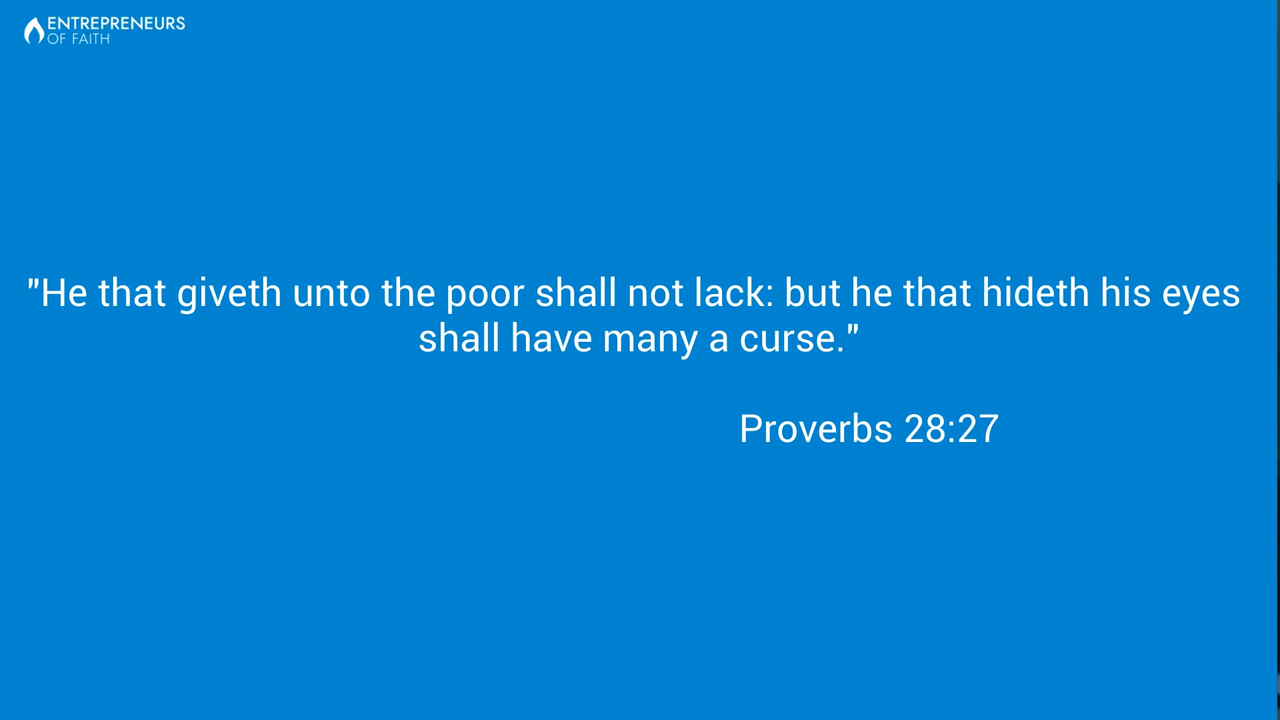 ENTREPRENEURS
OF FAITH
"He that giveth unto the poor shall not lack: but he that hideth his eyes
shall have many a curse."
Proverbs 28:27